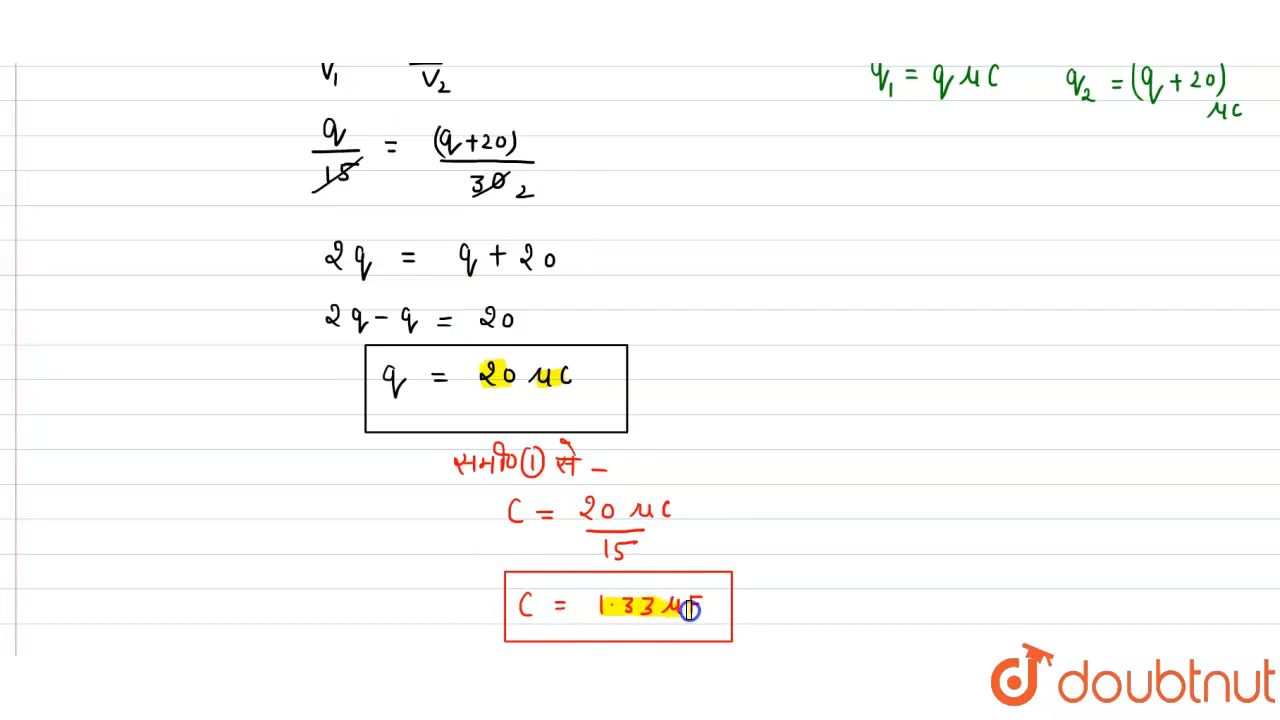 V₁ V₂
q₁ = q μC q₂ = (q + 20) μC
q/15 = (q+20)/30 2
2q = q + 20
2q - q = 20
q = 20 μC
समी० ① से -
C = 20 μC / 15
C = 1.33 μF
doubtnut